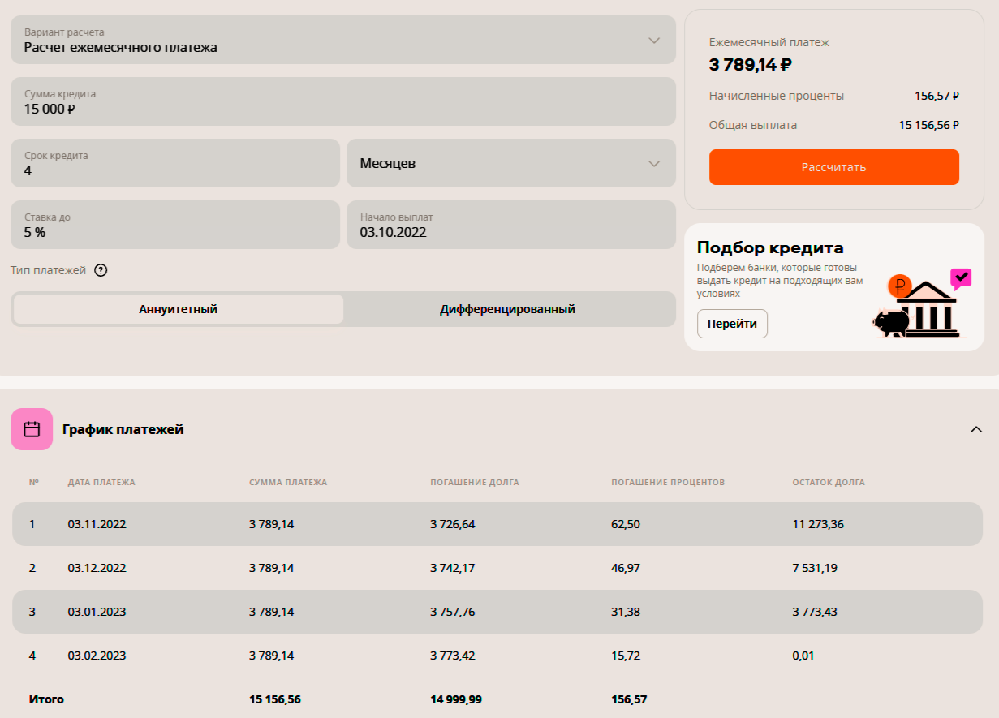 Вариант расчета
Расчет ежемесячного платежа
Сумма кредита
15 000 ₽
Срок кредита
4
Месяцев
Ставка до
5 %
Начало выплат
03.10.2022
Тип платежей ?
Аннуитетный
Дифференцированный
Ежемесячный платеж
3 789,14 ₽
Начисленные проценты 156,57 ₽
Общая выплата 15 156,56 ₽
Рассчитать
Подбор кредита
Подберём банки, которые готовы
выдать кредит на подходящих вам
условиях
Перейти
₽
График платежей
№ ДАТА ПЛАТЕЖА СУММА ПЛАТЕЖА ПОГАШЕНИЕ ДОЛГА ПОГАШЕНИЕ ПРОЦЕНТОВ ОСТАТОК ДОЛГА
1 03.11.2022 3 789,14 3 726,64 62,50 11 273,36
2 03.12.2022 3 789,14 3 742,17 46,97 7 531,19
3 03.01.2023 3 789,14 3 757,76 31,38 3 773,43
4 03.02.2023 3 789,14 3 773,42 15,72 0,01
Итого 15 156,56 14 999,99 156,57